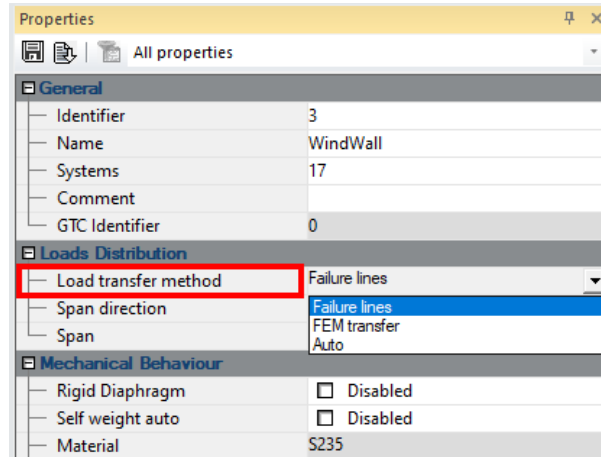 Properties
All properties
General
Identifier 3
Name WindWall
Systems 17
Comment
GTC Identifier 0
Loads Distribution
Load transfer method Failure lines
Span direction Failure lines
FEM transfer
Span Auto
Mechanical Behaviour
Rigid Diaphragm Disabled
Self weight auto Disabled
Material S235